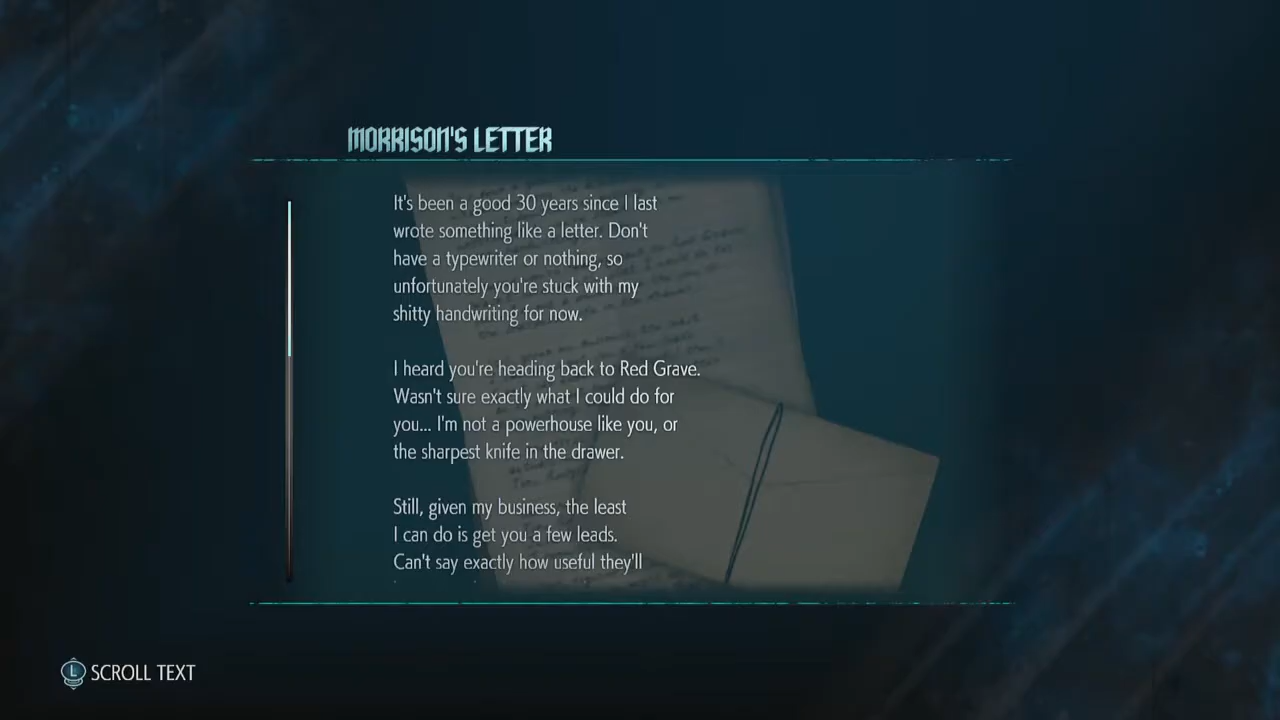 MORRISON'S LETTER
It's been a good 30 years since I last
wrote something like a letter. Don't
have a typewriter or nothing, so
unfortunately you're stuck with my
shitty handwriting for now.
I heard you're heading back to Red Grave.
Wasn't sure exactly what I could do for
you... I'm not a powerhouse like you, or
the sharpest knife in the drawer.
Still, given my business, the least
I can do is get you a few leads.
Can't say exactly how useful they'll
L SCROLL TEXT